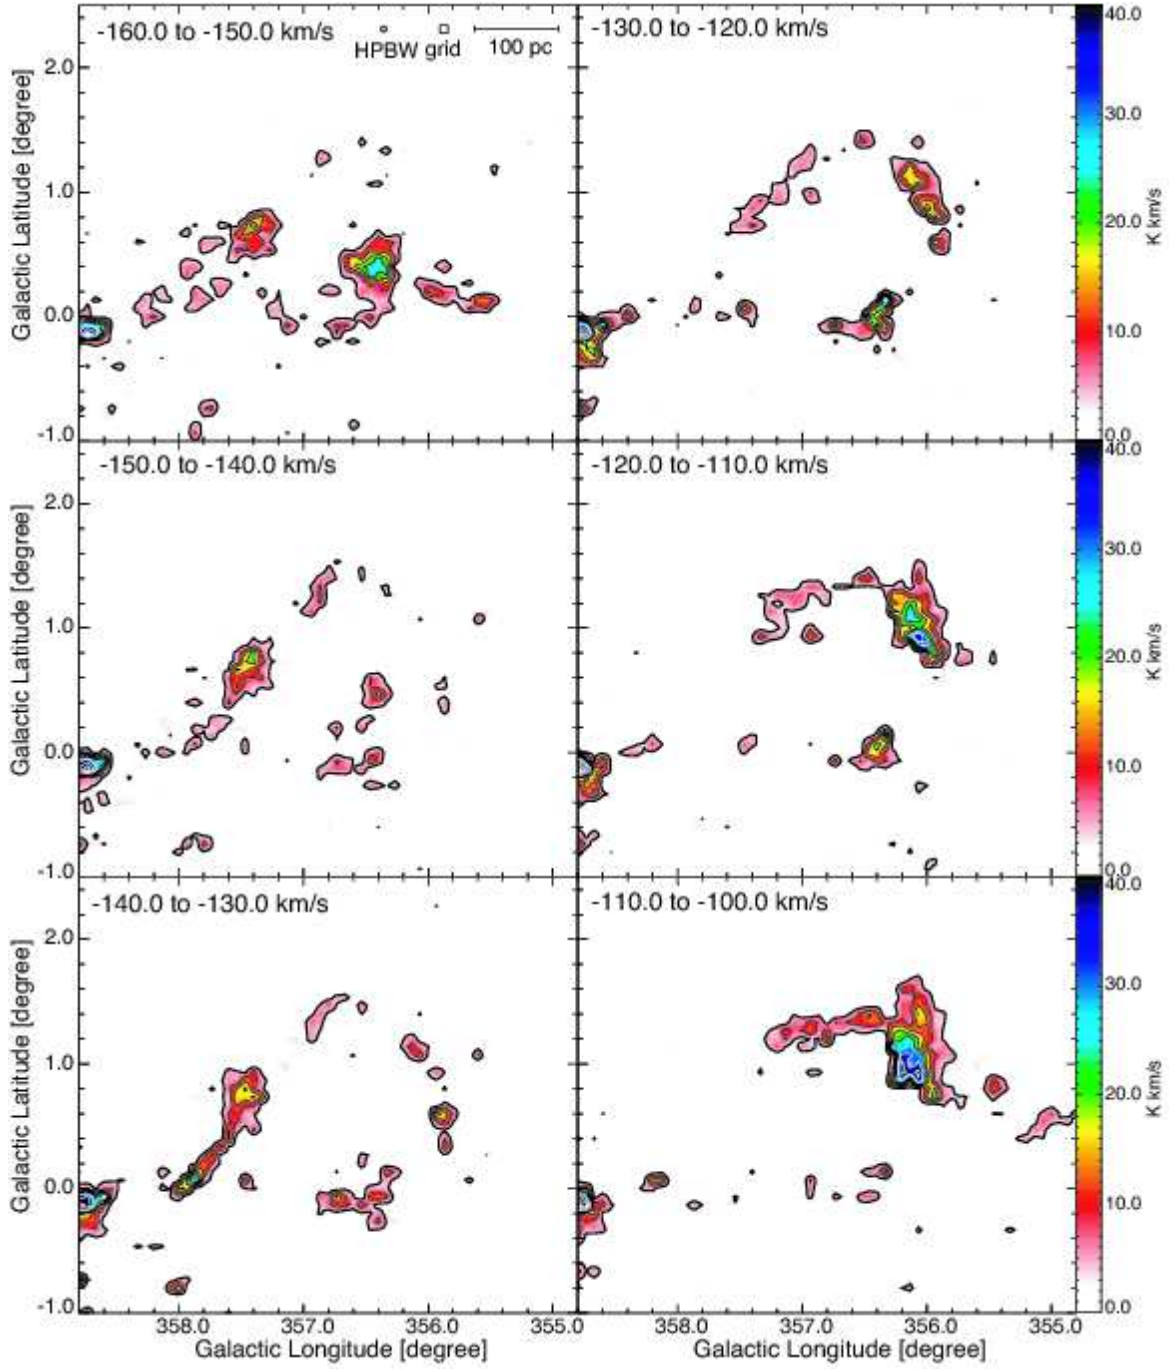 -160.0 to -150.0 km/s
HPBW grid 100 pc
-130.0 to -120.0 km/s
40.0
30.0
20.0
10.0
0.0
K km/s
Galactic Latitude [degree]
2.0
1.0
0.0
-1.0
-150.0 to -140.0 km/s
-120.0 to -110.0 km/s
40.0
30.0
20.0
10.0
0.0
K km/s
Galactic Latitude [degree]
2.0
1.0
0.0
-1.0
-140.0 to -130.0 km/s
-110.0 to -100.0 km/s
40.0
30.0
20.0
10.0
0.0
K km/s
Galactic Latitude [degree]
2.0
1.0
0.0
-1.0
358.0 357.0 356.0 355.0 358.0 357.0 356.0 355.0
Galactic Longitude [degree] Galactic Longitude [degree]